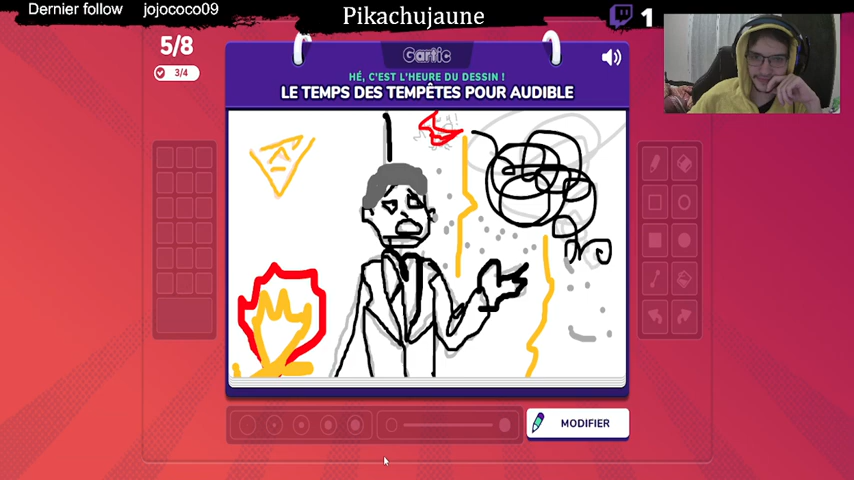 Dernier follow jojococo09
Pikachujaune
1
5/8
3/4
Gartic
HÉ, C'EST L'HEURE DU DESSIN !
LE TEMPS DES TEMPÊTES POUR AUDIBLE
MODIFIER